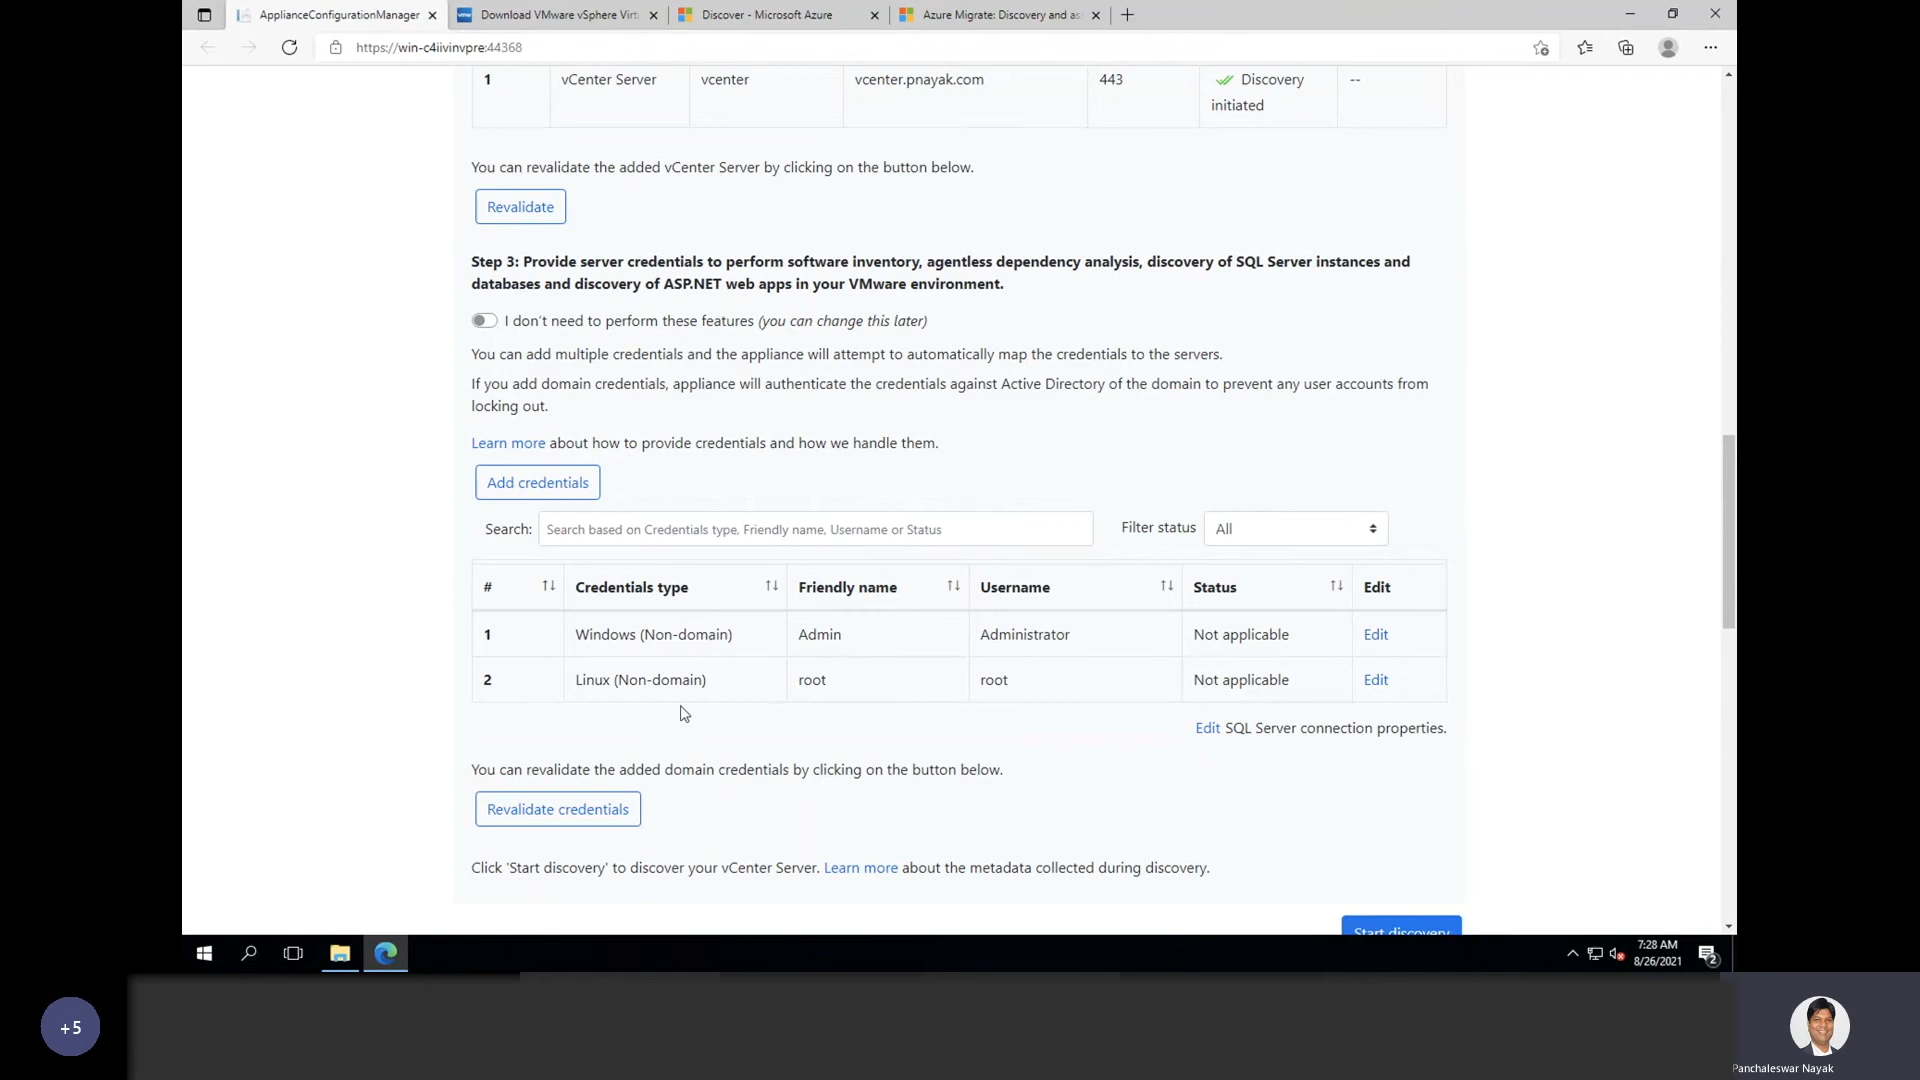 ApplianceConfigurationManager
Download VMware vSphere Virt
Discover - Microsoft Azure
Azure Migrate: Discovery and as
https://win-c4iivinvpre:44368
1 vCenter Server vcenter vcenter.pnayak.com 443 Discovery initiated --
You can revalidate the added vCenter Server by clicking on the button below.
Revalidate
Step 3: Provide server credentials to perform software inventory, agentless dependency analysis, discovery of SQL Server instances and
databases and discovery of ASP.NET web apps in your VMware environment.
I don't need to perform these features (you can change this later)
You can add multiple credentials and the appliance will attempt to automatically map the credentials to the servers.
If you add domain credentials, appliance will authenticate the credentials against Active Directory of the domain to prevent any user accounts from
locking out.
Learn more about how to provide credentials and how we handle them.
Add credentials
Search: Search based on Credentials type, Friendly name, Username or Status Filter status All
# Credentials type Friendly name Username Status Edit
1 Windows (Non-domain) Admin Administrator Not applicable Edit
2 Linux (Non-domain) root root Not applicable Edit
Edit SQL Server connection properties.
You can revalidate the added domain credentials by clicking on the button below.
Revalidate credentials
Click 'Start discovery' to discover your vCenter Server. Learn more about the metadata collected during discovery.
Start discovery
7:28 AM
8/26/2021
2
+5
Panchaleswar Nayak